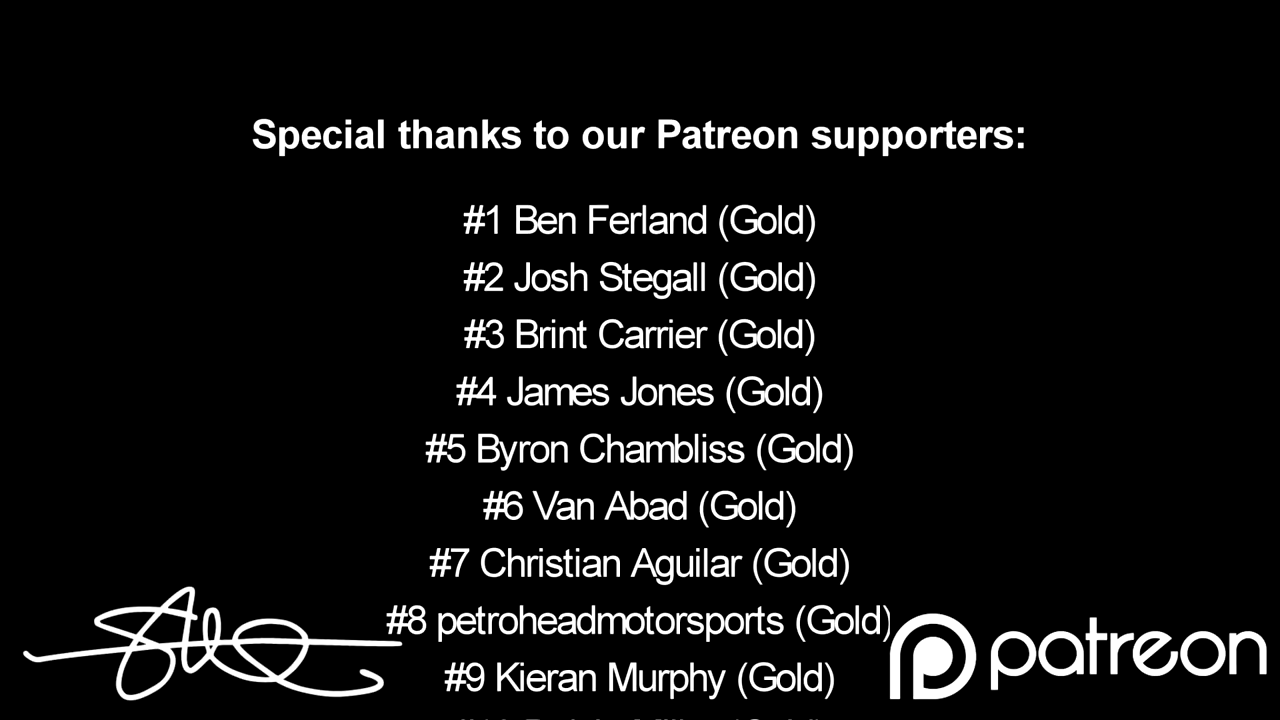 Special thanks to our Patreon supporters:
#1 Ben Ferland (Gold)
#2 Josh Stegall (Gold)
#3 Brint Carrier (Gold)
#4 James Jones (Gold)
#5 Byron Chambliss (Gold)
#6 Van Abad (Gold)
#7 Christian Aguilar (Gold)
#8 petroheadmotorsports (Gold)
#9 Kieran Murphy (Gold)
patreon